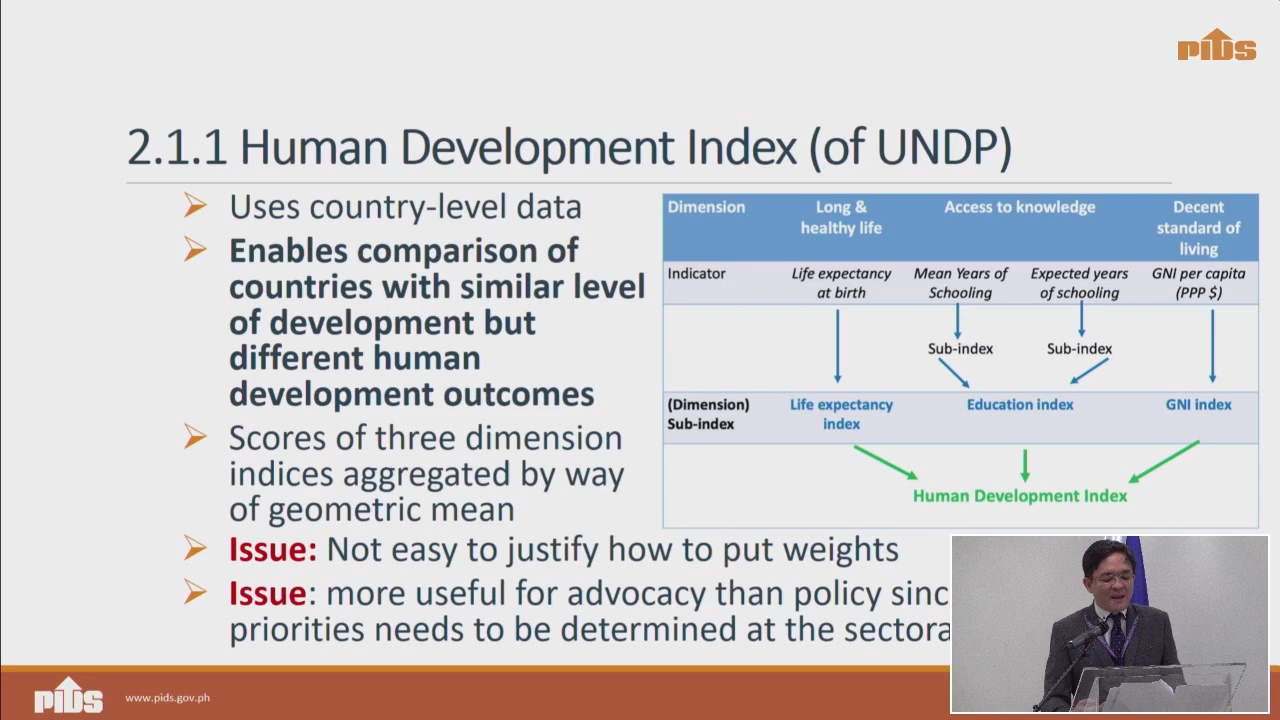 PIDS
2.1.1 Human Development Index (of UNDP)
Uses country-level data
Enables comparison of
countries with similar level
of development but
different human
development outcomes
Scores of three dimension
indices aggregated by way
of geometric mean
Issue: Not easy to justify how to put weights
Issue: more useful for advocacy than policy sinc
priorities needs to be determined at the sectora
Dimension
Long &
healthy life
Access to knowledge
Decent
standard of
living
Indicator
Life expectancy
at birth
Mean Years of
Schooling
Expected years
of schooling
GNI per capita
(PPP $)
Sub-index
Sub-index
(Dimension)
Sub-index
Life expectancy
index
Education index
GNI index
Human Development Index
PIDS
www.pids.gov.ph